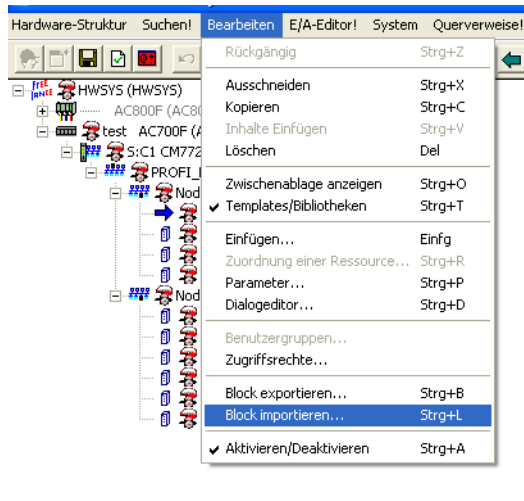 Hardware-Struktur Suchen! Bearbeiten E/A-Editor! System Querverweise!
Rückgängig Strg+Z
Ausschneiden Strg+X
Kopieren Strg+C
Inhalte Einfügen Strg+V
Löschen Del
Zwischenablage anzeigen Strg+O
Templates/Bibliotheken Strg+T
Einfügen... Einfg
Zuordnung einer Ressource... Strg+R
Parameter... Strg+P
Dialogeditor... Strg+D
Benutzergruppen...
Zugriffsrechte...
Block exportieren... Strg+B
Block importieren... Strg+L
Aktivieren/Deaktivieren Strg+A
FREE
LANCE
HWSYS (HWSYS)
AC800F (AC80
test AC700F (A
S:C1 CM772
PROFI_
Nod
Nod